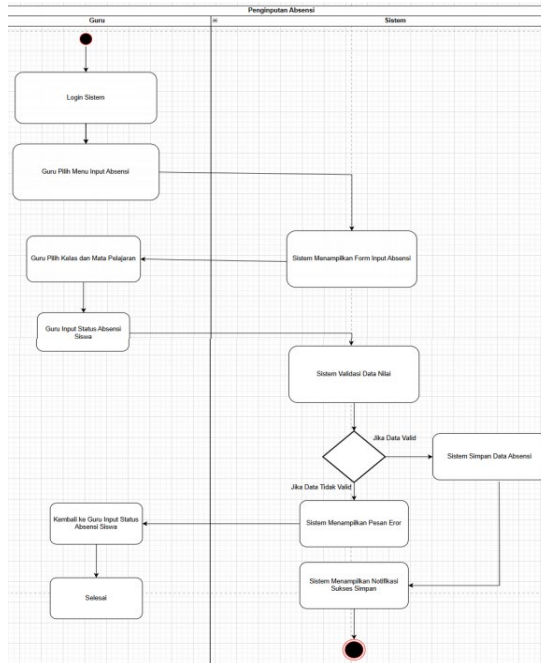 Penginputan Absensi
Guru
Sistem
Login Sistem
Guru Pilih Menu Input Absensi
Sistem Menampilkan Form Input Absensi
Guru Pilih Kelas dan Mata Pelajaran
Guru Input Status Absensi
Siswa
Sistem Validasi Data Nilai
Jika Data Valid
Sistem Simpan Data Absensi
Jika Data Tidak Valid
Sistem Menampilkan Pesan Eror
Kembali ke Guru Input Status
Absensi Siswa
Sistem Menampilkan Notifikasi
Sukses Simpan
Selesai